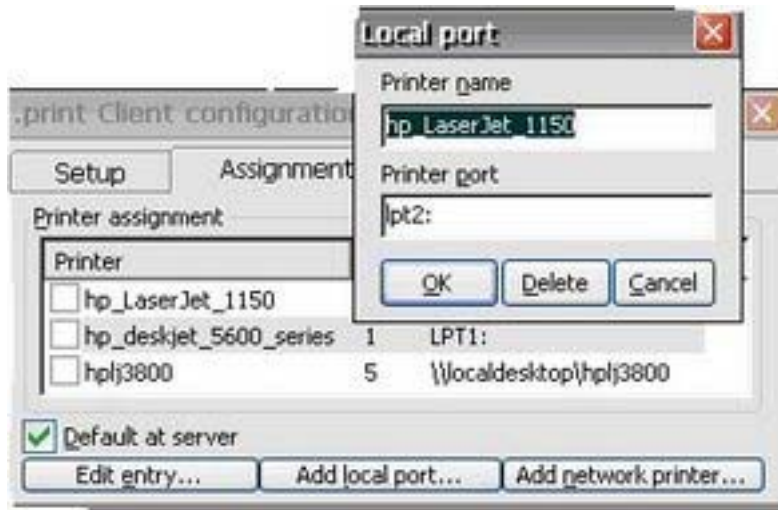 Local port
Printer name
hp_LaserJet_1150
Printer port
lpt2:
OK Delete Cancel
.print Client configuratio
Setup Assignment
Printer assignment
Printer
hp_LaserJet_1150
hp_deskjet_5600_series 1 LPT1:
hplj3800 5 \\localdesktop\hplj3800
Default at server
Edit entry... Add local port... Add network printer...